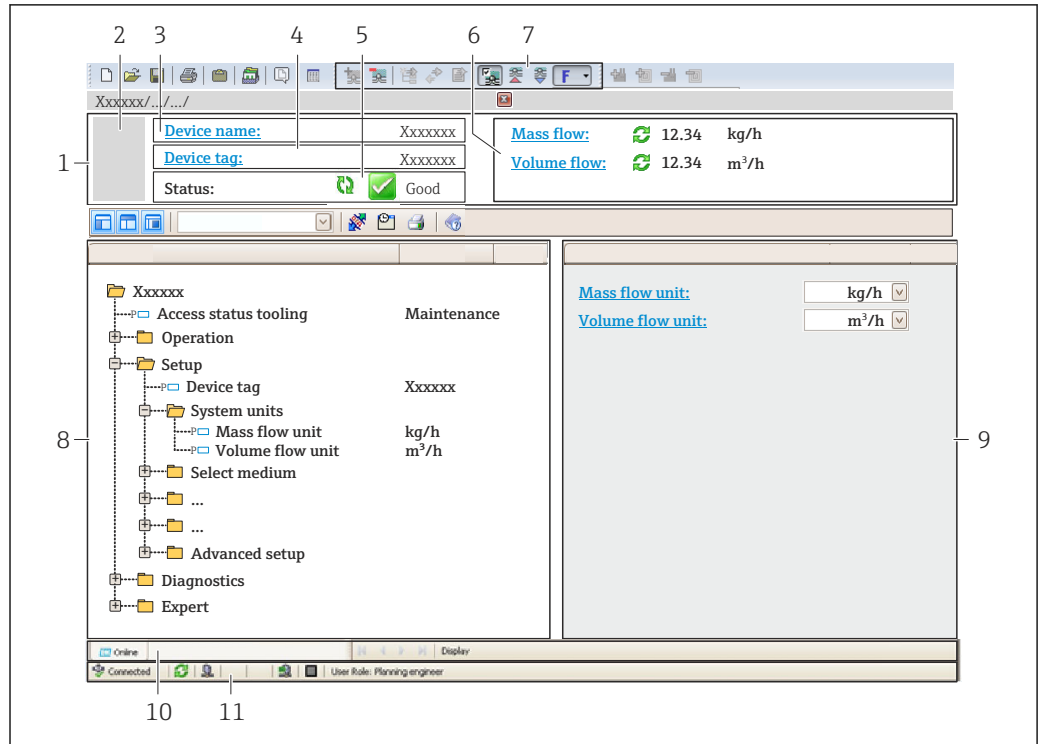 2 3 4 5 6 7
F
Xxxxxx/.../.../
1
Device name: Xxxxxxx
Device tag: Xxxxxxx
Status: Good
Mass flow: 12.34 kg/h
Volume flow: 12.34 m³/h
Xxxxxx
P Access status tooling Maintenance
Operation
Setup
P Device tag Xxxxxx
System units
P Mass flow unit kg/h
P Volume flow unit m³/h
Select medium
...
...
Advanced setup
Diagnostics
Expert
Mass flow unit: kg/h
Volume flow unit: m³/h
8
9
Online Display
Connected User Role: Planning engineer
10 11